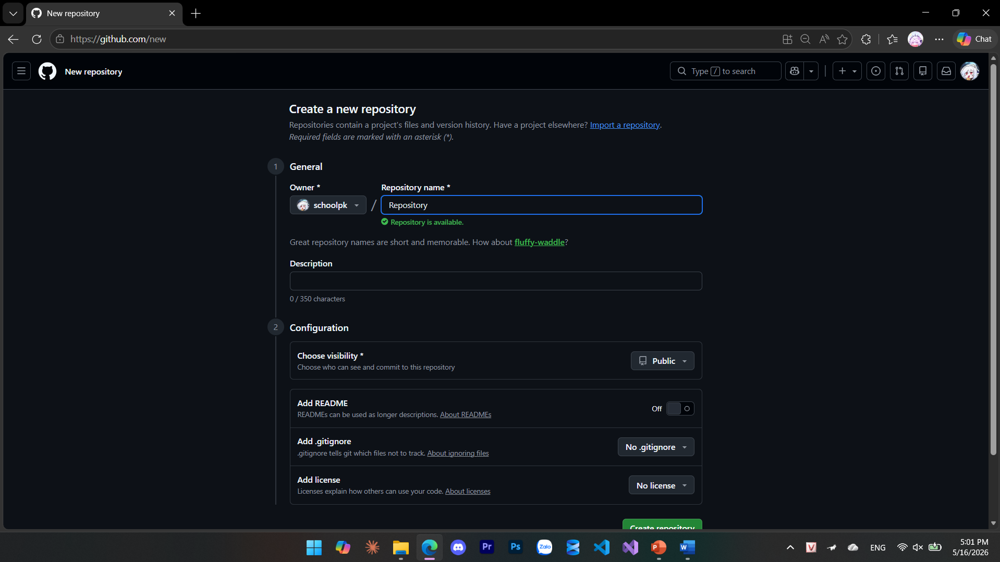 New repository
https://github.com/new
Chat
New repository
Type / to search
Create a new repository
Repositories contain a project's files and version history. Have a project elsewhere? Import a repository.
Required fields are marked with an asterisk (*).
1 General
Owner * Repository name *
schoolpk / Repository
Repository is available.
Great repository names are short and memorable. How about fluffy-waddle?
Description
0 / 350 characters
2 Configuration
Choose visibility *
Choose who can see and commit to this repository
Public
Add README
READMEs can be used as longer descriptions. About READMEs
Off
Add .gitignore
.gitignore tells git which files not to track. About ignoring files
No .gitignore
Add license
Licenses explain how others can use your code. About licenses
No license
Create repository
Pr Ps Zalo P W V ENG
5:01 PM
5/16/2026